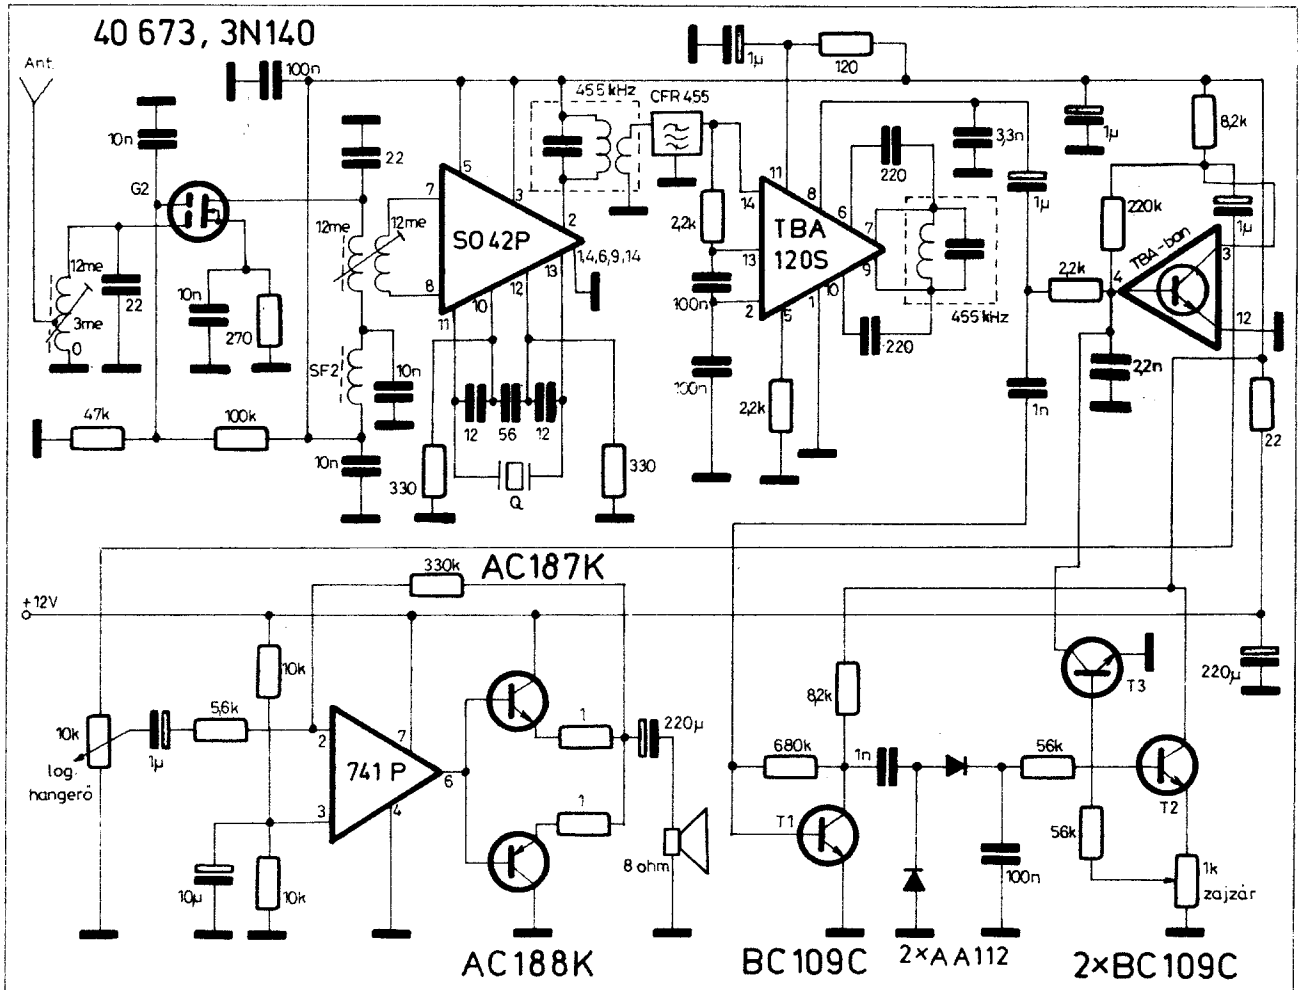 40 673, 3N140
Ant.
100n
10n
G2
22
12me
12me
12me
22
3me
0
10n
270
SF2
10n
47k
100k
10n
330
SO42P
5
3
7
8
2
13
12
10
11
1,4,6,9,14
12
56
12
Q
330
455 kHz
CFR 455
1µ
120
2,2k
100n
100n
TBA
120S
11
14
13
2
8
6
7
9
10
5
1
2,2k
220
220
455kHz
3,3n
1µ
1µ
8,2k
220k
1µ
TBA-ban
2,2k
4
3
12
2,2n
1n
22
AC187K
330k
+12V
10k
10k
log.
hangerő
1µ
5,6k
2
3
741 P
7
4
6
10µ
10k
1
1
220µ
8 ohm
AC188K
8,2k
680k
1n
T1
BC109C
2×AA112
100n
56k
56k
T3
T2
220µ
1k
zajzár
2×BC109C